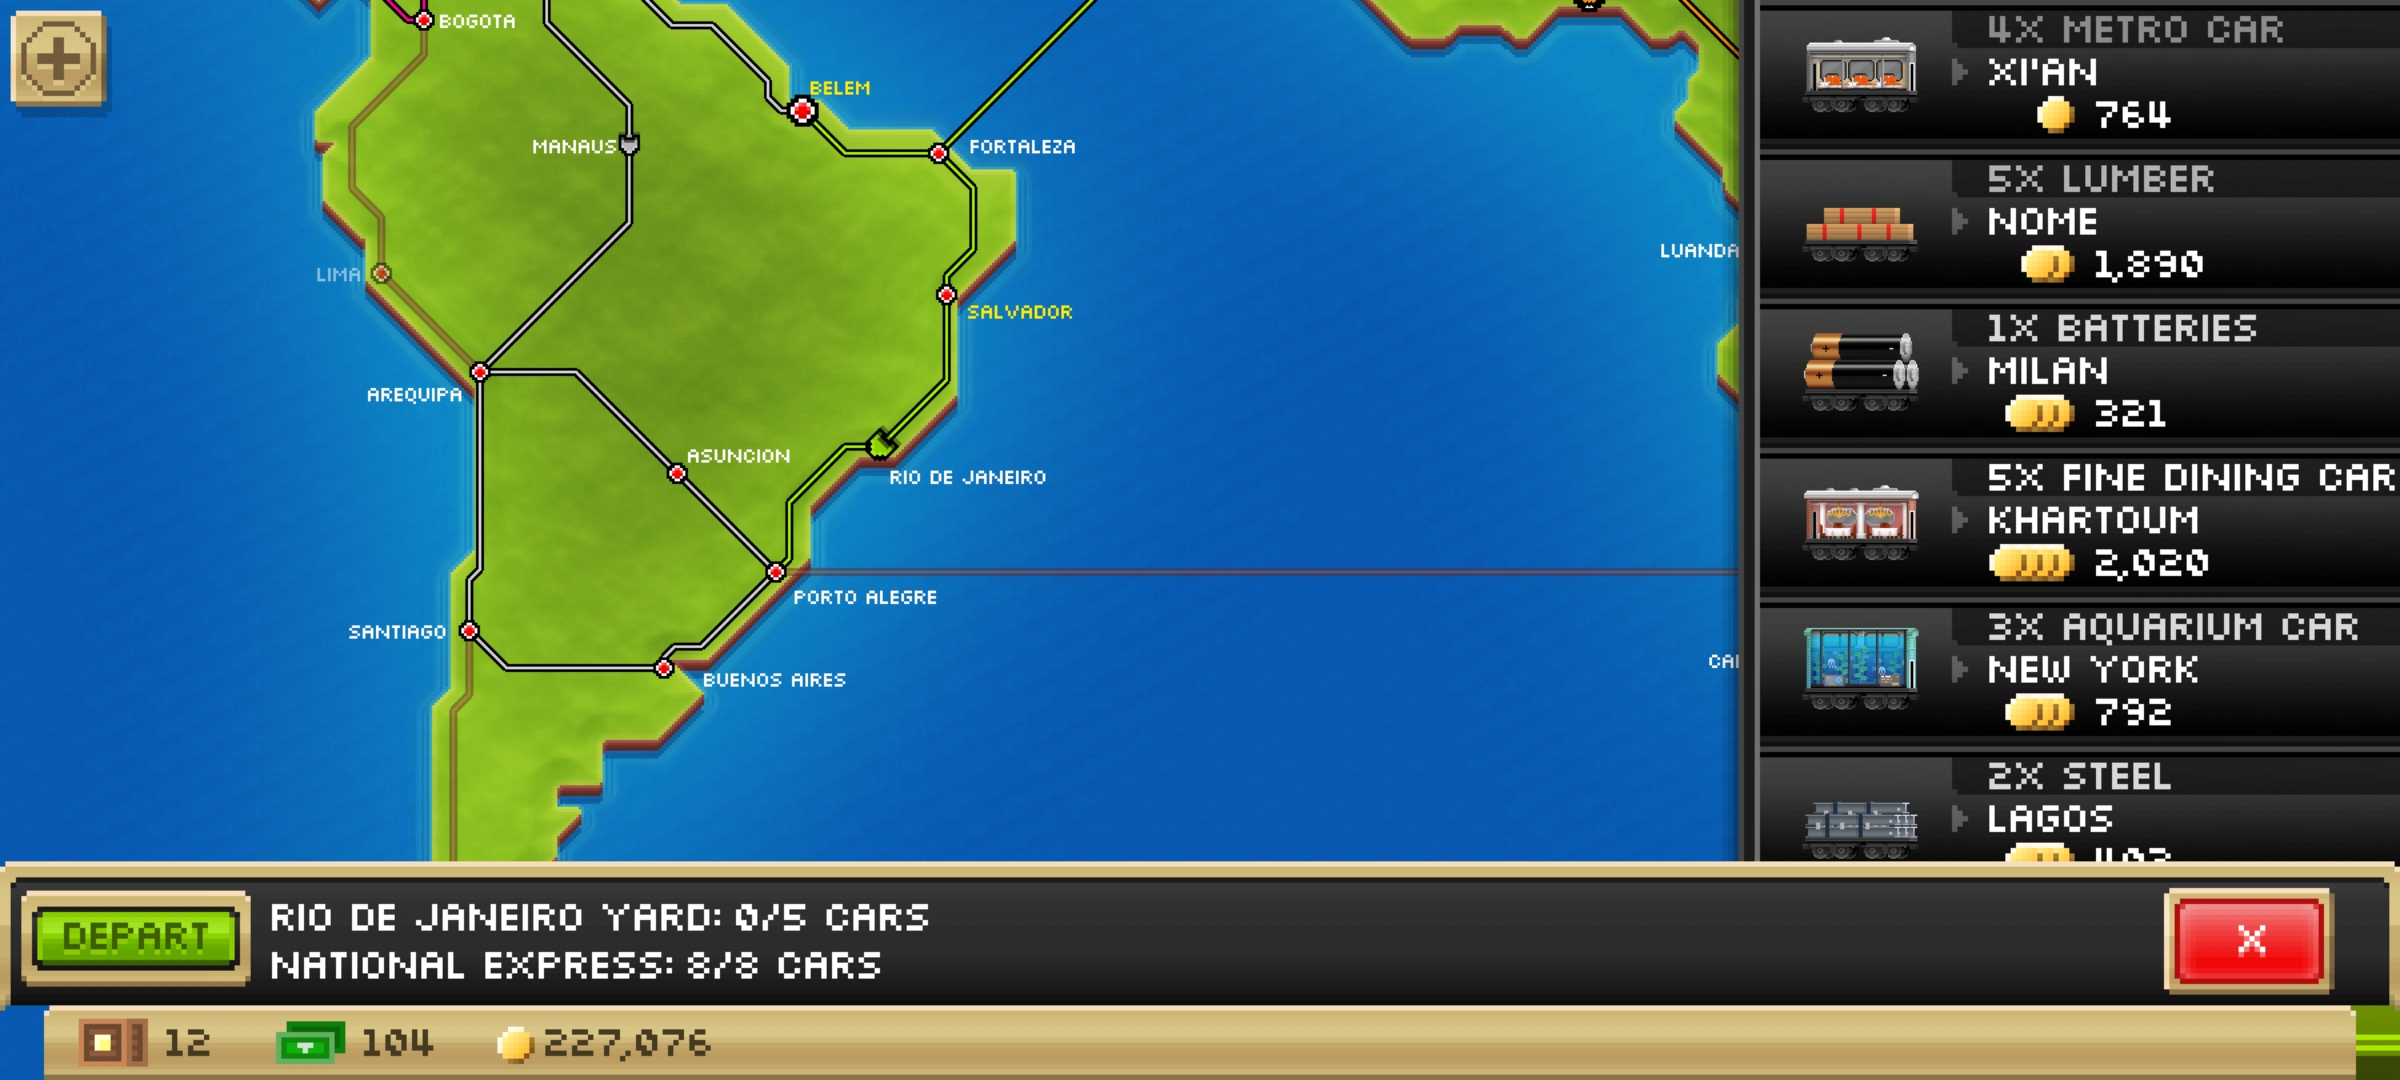 BOGOTA
BELEM
MANAUS
FORTALEZA
LUANDA
LIMA
SALVADOR
AREQUIPA
ASUNCION
RIO DE JANEIRO
PORTO ALEGRE
SANTIAGO
BUENOS AIRES
4X METRO CAR
XI'AN
764
5X LUMBER
NOME
1,890
1X BATTERIES
MILAN
321
5X FINE DINING CAR
KHARTOUM
2,020
3X AQUARIUM CAR
NEW YORK
792
2X STEEL
LAGOS
DEPART
RIO DE JANEIRO YARD: 0/5 CARS
NATIONAL EXPRESS: 8/8 CARS
X
12
104
227,076